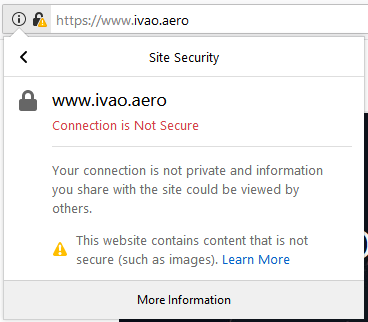 https://www.ivao.aero
Site Security
www.ivao.aero
Connection is Not Secure
Your connection is not private and information
you share with the site could be viewed by
others.
This website contains content that is not
secure (such as images). Learn More
More Information